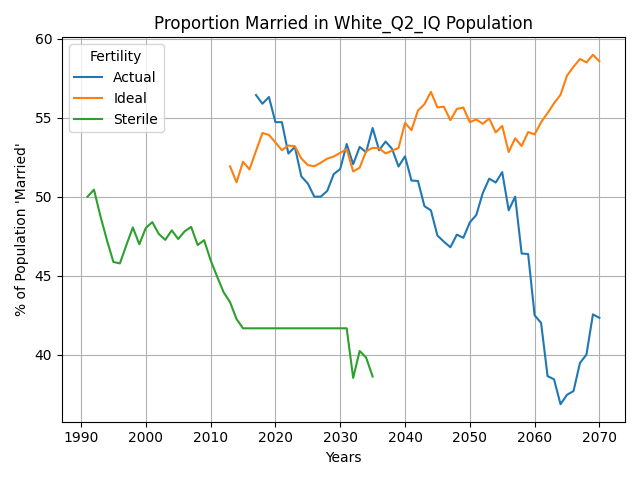 Proportion Married in White_Q2_IQ Population
Fertility
Actual
Ideal
Sterile
% of Population 'Married'
60
55
50
45
40
1990 2000 2010 2020 2030 2040 2050 2060 2070
Years